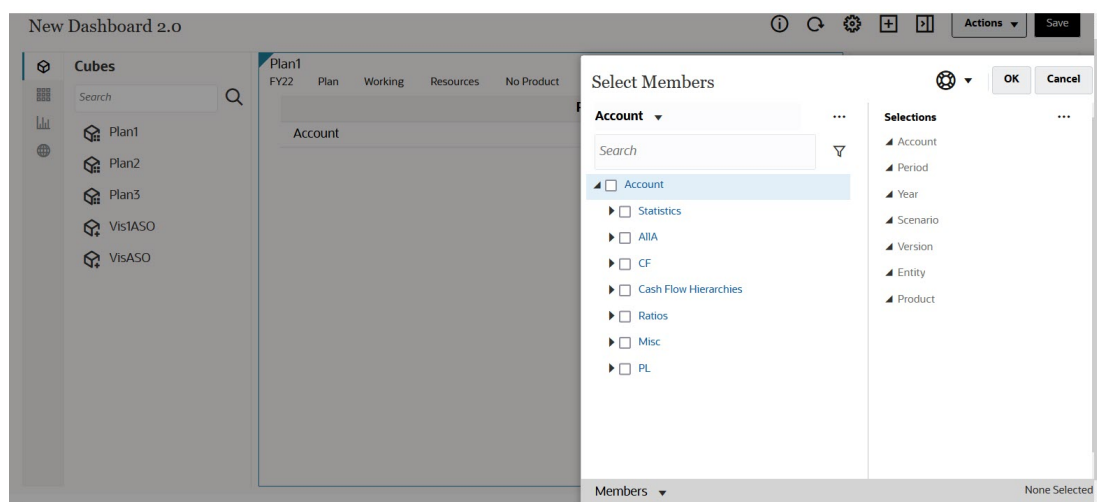 New Dashboard 2.0
Actions
Save
Cubes
Search
Plan1
Plan2
Plan3
Vis1ASO
VisASO
Plan1
FY22 Plan Working Resources No Product
Account
Select Members
OK
Cancel
Account
Search
Account
Statistics
AllA
CF
Cash Flow Hierarchies
Ratios
Misc
PL
Selections
Account
Period
Year
Scenario
Version
Entity
Product
Members
None Selected